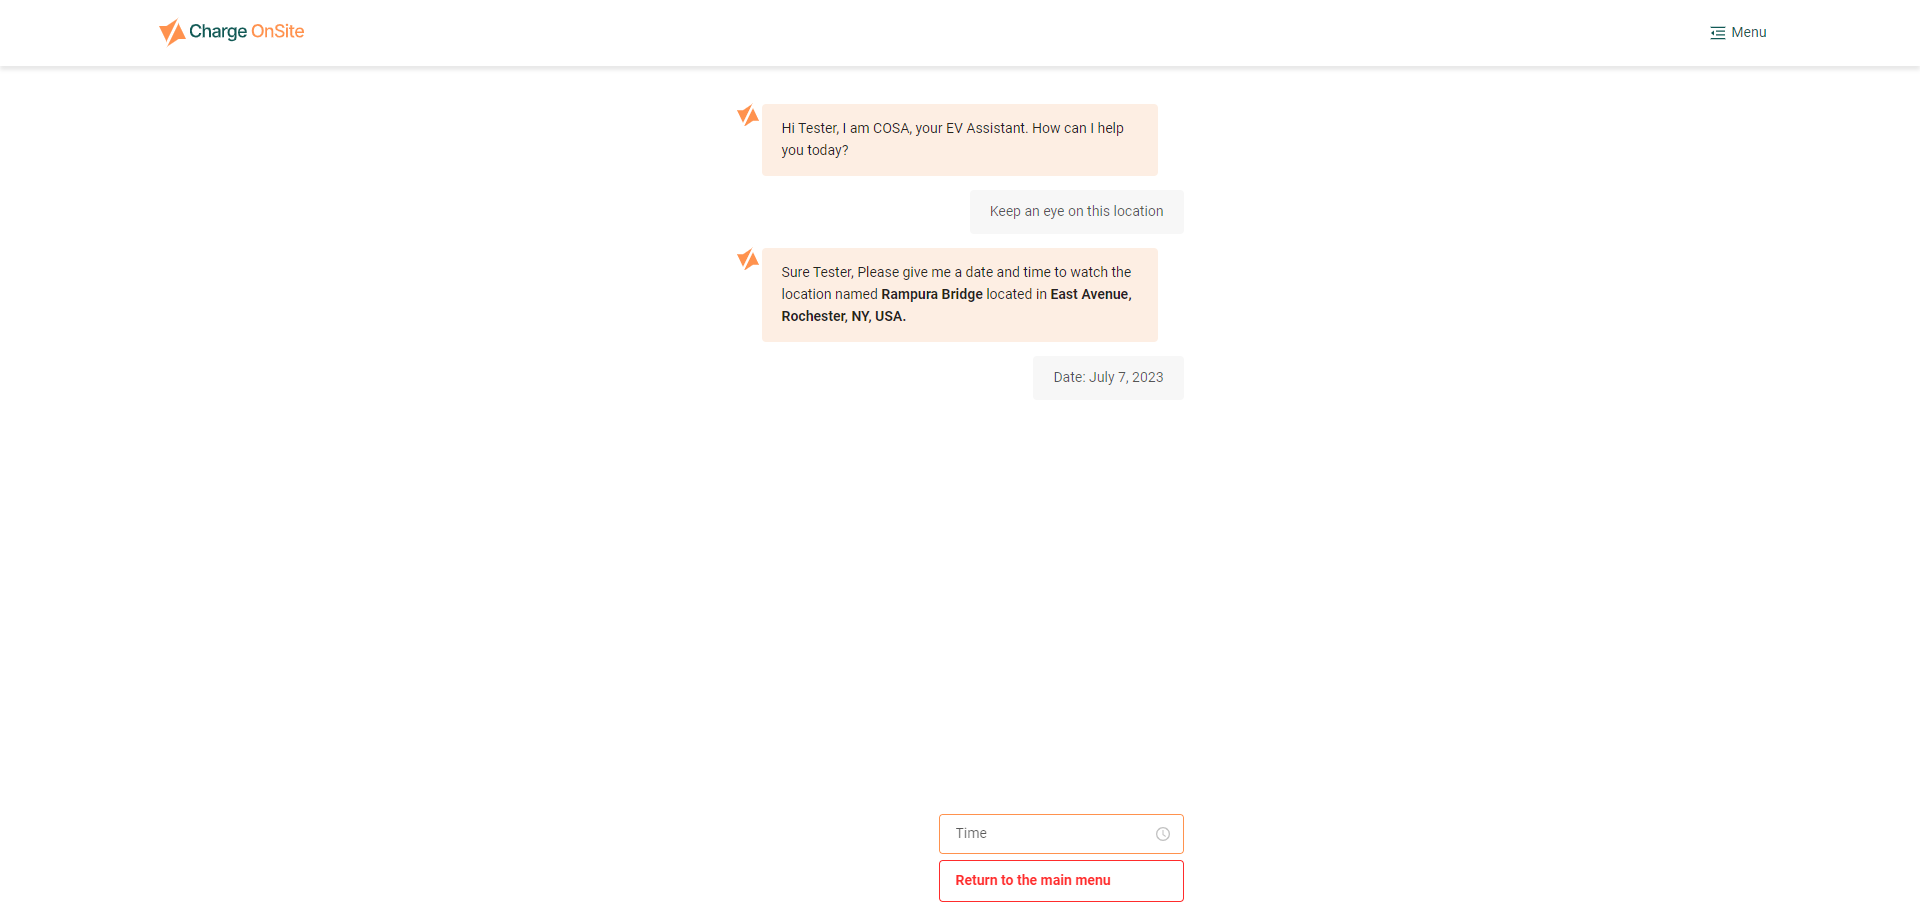 Charge OnSite
Menu
Hi Tester, I am COSA, your EV Assistant. How can I help
you today?
Keep an eye on this location
Sure Tester, Please give me a date and time to watch the
location named Rampura Bridge located in East Avenue,
Rochester, NY, USA.
Date: July 7, 2023
Time
Return to the main menu